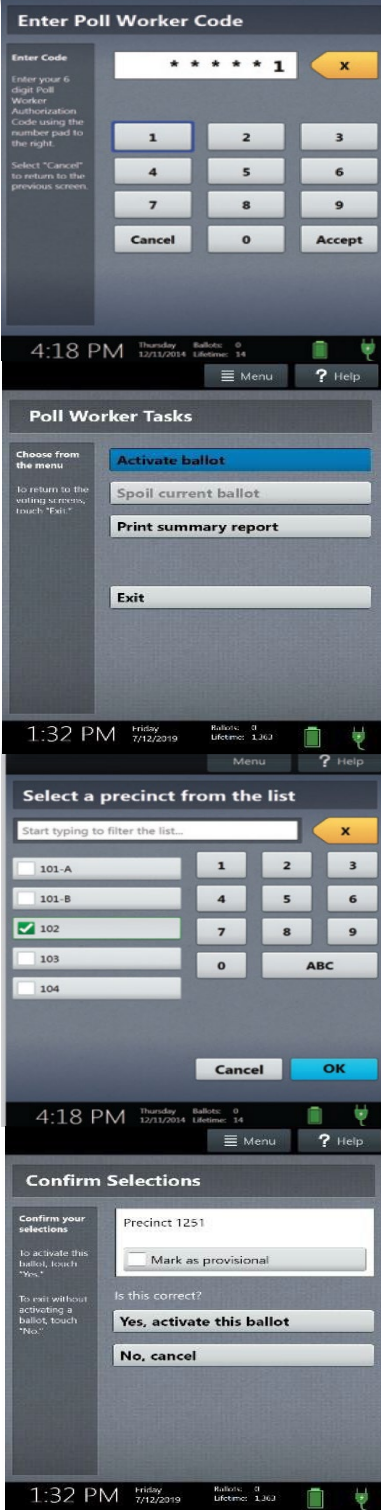 Enter Poll Worker Code
Enter Code
Enter your 6
digit Poll
Worker
Authorization
Code using the
number pad to
the right.
Select "Cancel"
to return to the
previous screen.
* * * * * 1
X
1 2 3
4 5 6
7 8 9
Cancel 0 Accept
4:18 PM
Thursday Ballots: 0
12/11/2014 Lifetime: 14
Menu ? Help
Poll Worker Tasks
Choose from
the menu
To return to the
voting screens,
touch "Exit."
Activate ballot
Spoil current ballot
Print summary report
Exit
1:32 PM
Friday Ballots: 0
7/12/2019 Lifetime: 1,363
Menu ? Help
Select a precinct from the list
Start typing to filter the list...
X
101-A
101-B
102
103
104
1 2 3
4 5 6
7 8 9
0 ABC
Cancel OK
4:18 PM
Thursday Ballots: 0
12/11/2014 Lifetime: 14
Menu ? Help
Confirm Selections
Confirm your
selections
To activate this
ballot, touch
"Yes."
To exit without
activating a
ballot, touch
"No."
Precinct 1251
Mark as provisional
Is this correct?
Yes, activate this ballot
No, cancel
1:32 PM
Friday Ballots: 0
7/12/2019 Lifetime: 1,363